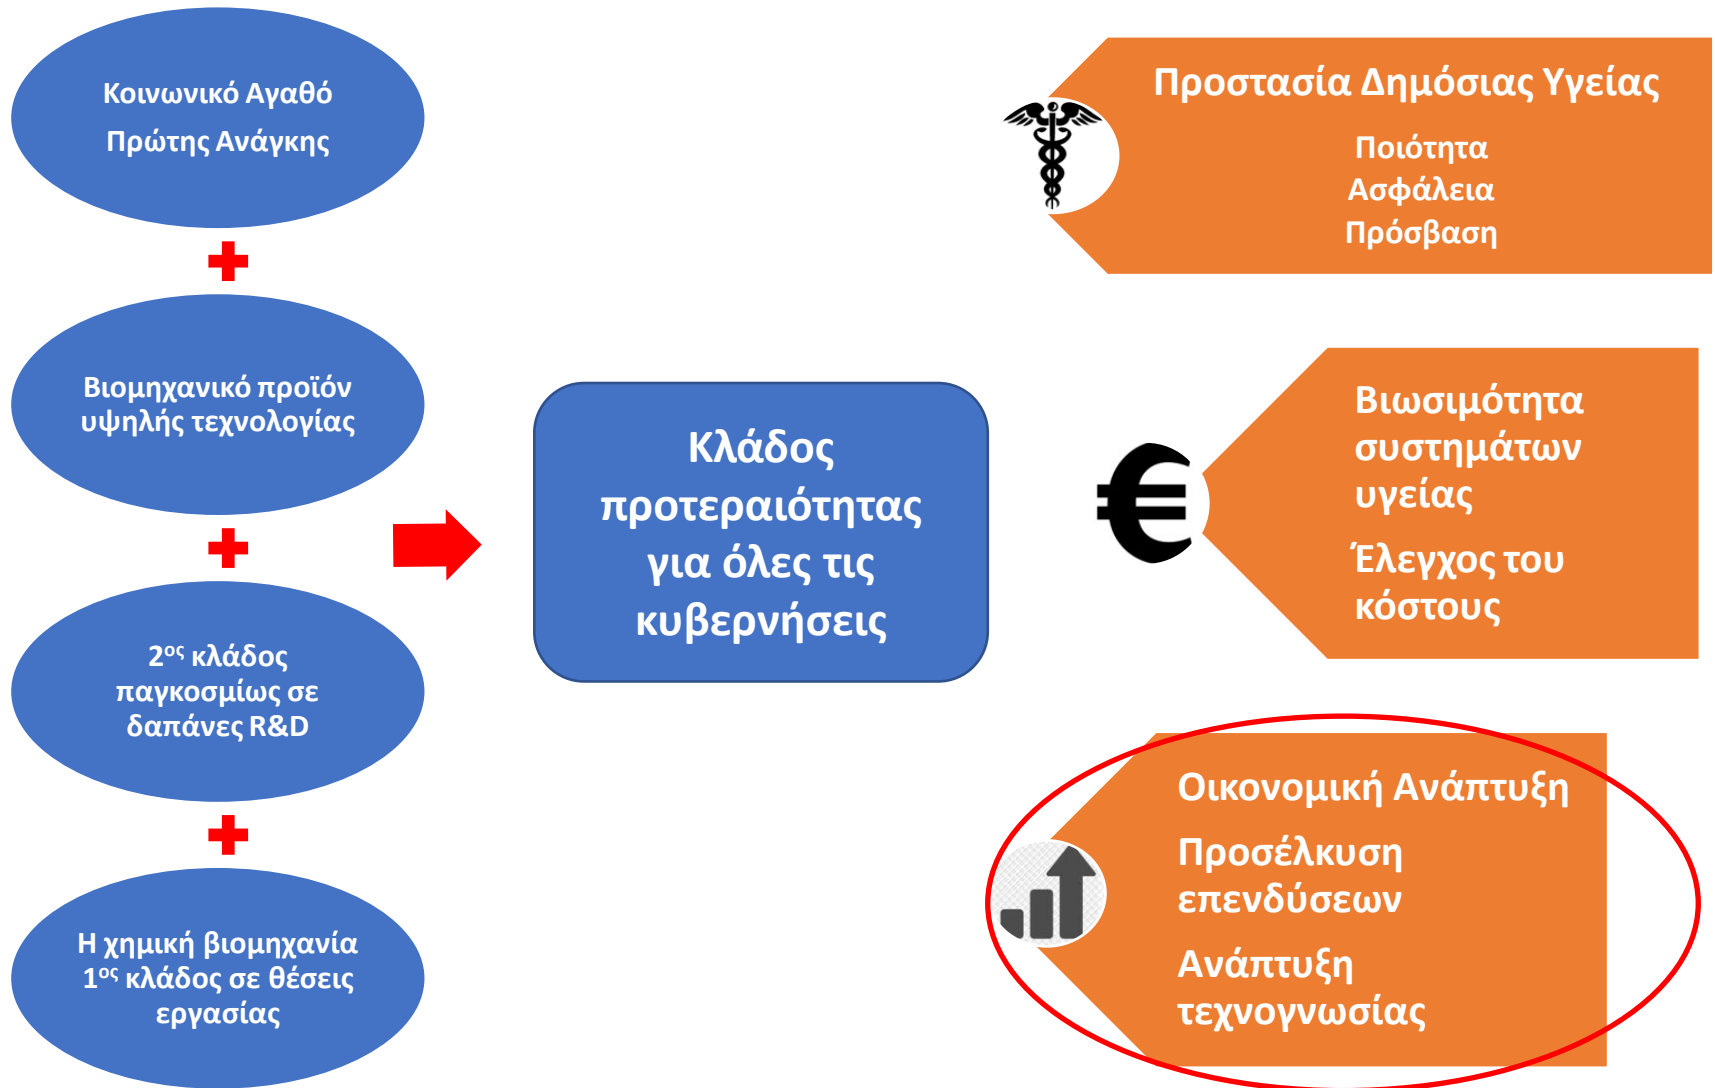 Κοινωνικό Αγαθό
Πρώτης Ανάγκης
Βιομηχανικό προϊόν
υψηλής τεχνολογίας
2ος κλάδος
παγκοσμίως σε
δαπάνες R&D
Η χημική βιομηχανία
1ος κλάδος σε θέσεις
εργασίας
Κλάδος
προτεραιότητας
για όλες τις
κυβερνήσεις
Προστασία Δημόσιας Υγείας
Ποιότητα
Ασφάλεια
Πρόσβαση
€
Βιωσιμότητα
συστημάτων
υγείας
Έλεγχος του
κόστους
Οικονομική Ανάπτυξη
Προσέλκυση
επενδύσεων
Ανάπτυξη
τεχνογνωσίας